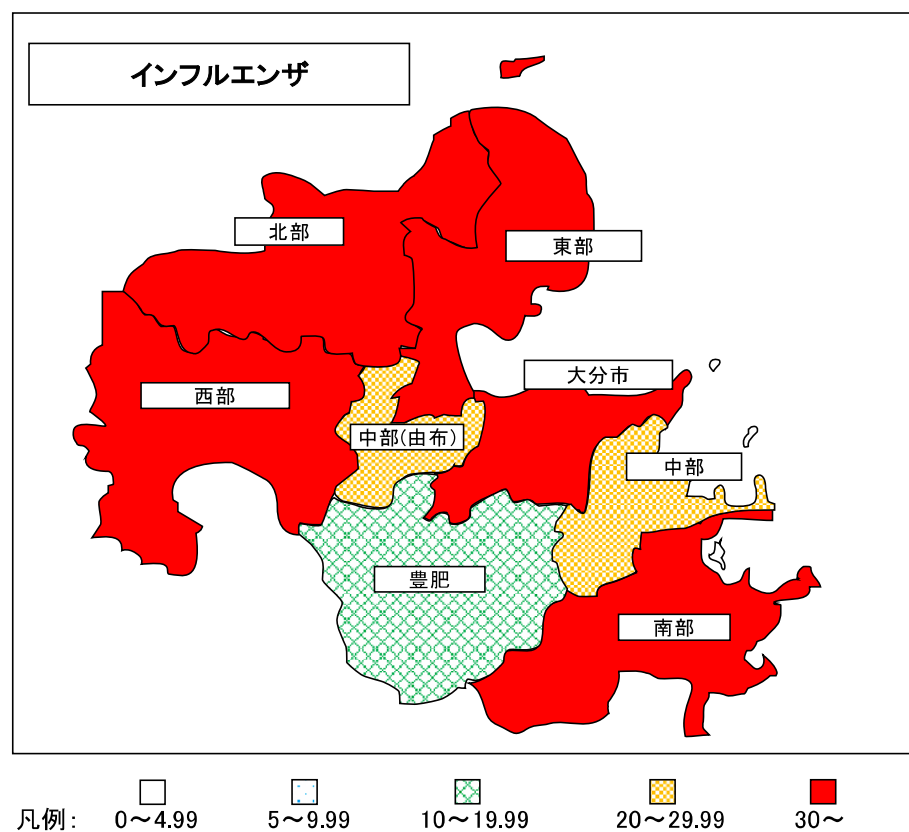 インフルエンザ
北部
東部
大分市
西部
中部(由布)
中部
豊肥
南部
凡例: 0～4.99 5～9.99 10～19.99 20～29.99 30～